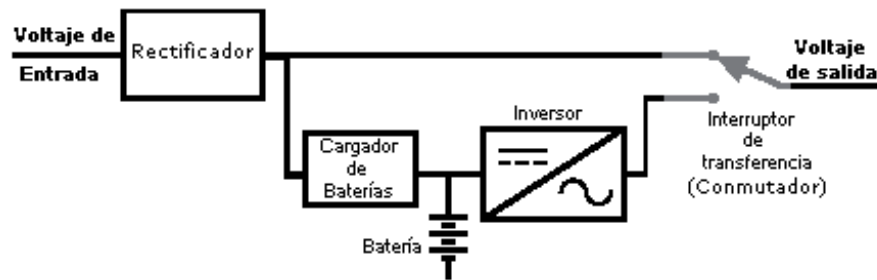 Voltaje de
Entrada
Rectificador
Voltaje
de salida
Inversor
Interruptor
de
transferencia
(Conmutador)
Cargador
de
Baterías
Batería